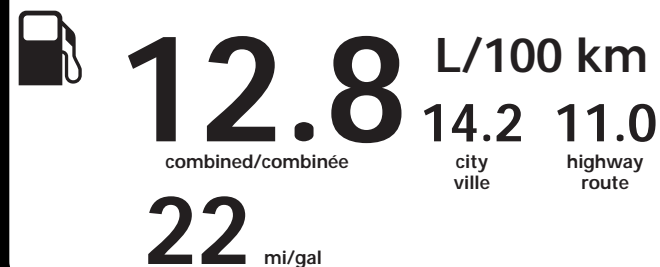 12.8 L/100 km
combined/combinée
14.2 11.0
city highway
ville route
22 mi/gal